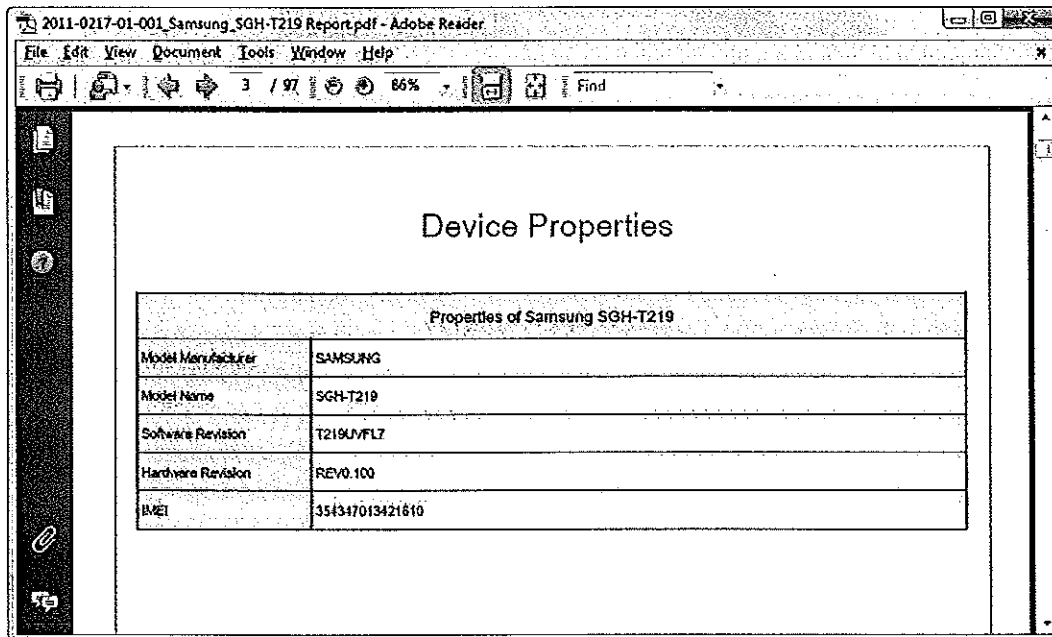 2011-0217-01-001_Samsung_SGH-T219 Report.pdf - Adobe Reader
File Edit View Document Tools Window Help
3 / 97 66% Find
Device Properties
Properties of Samsung SGH-T219
Model Manufacturer SAMSUNG
Model Name SGH-T219
Software Revision T219UVFL7
Hardware Revision REV0.100
IMEI 354347013421610